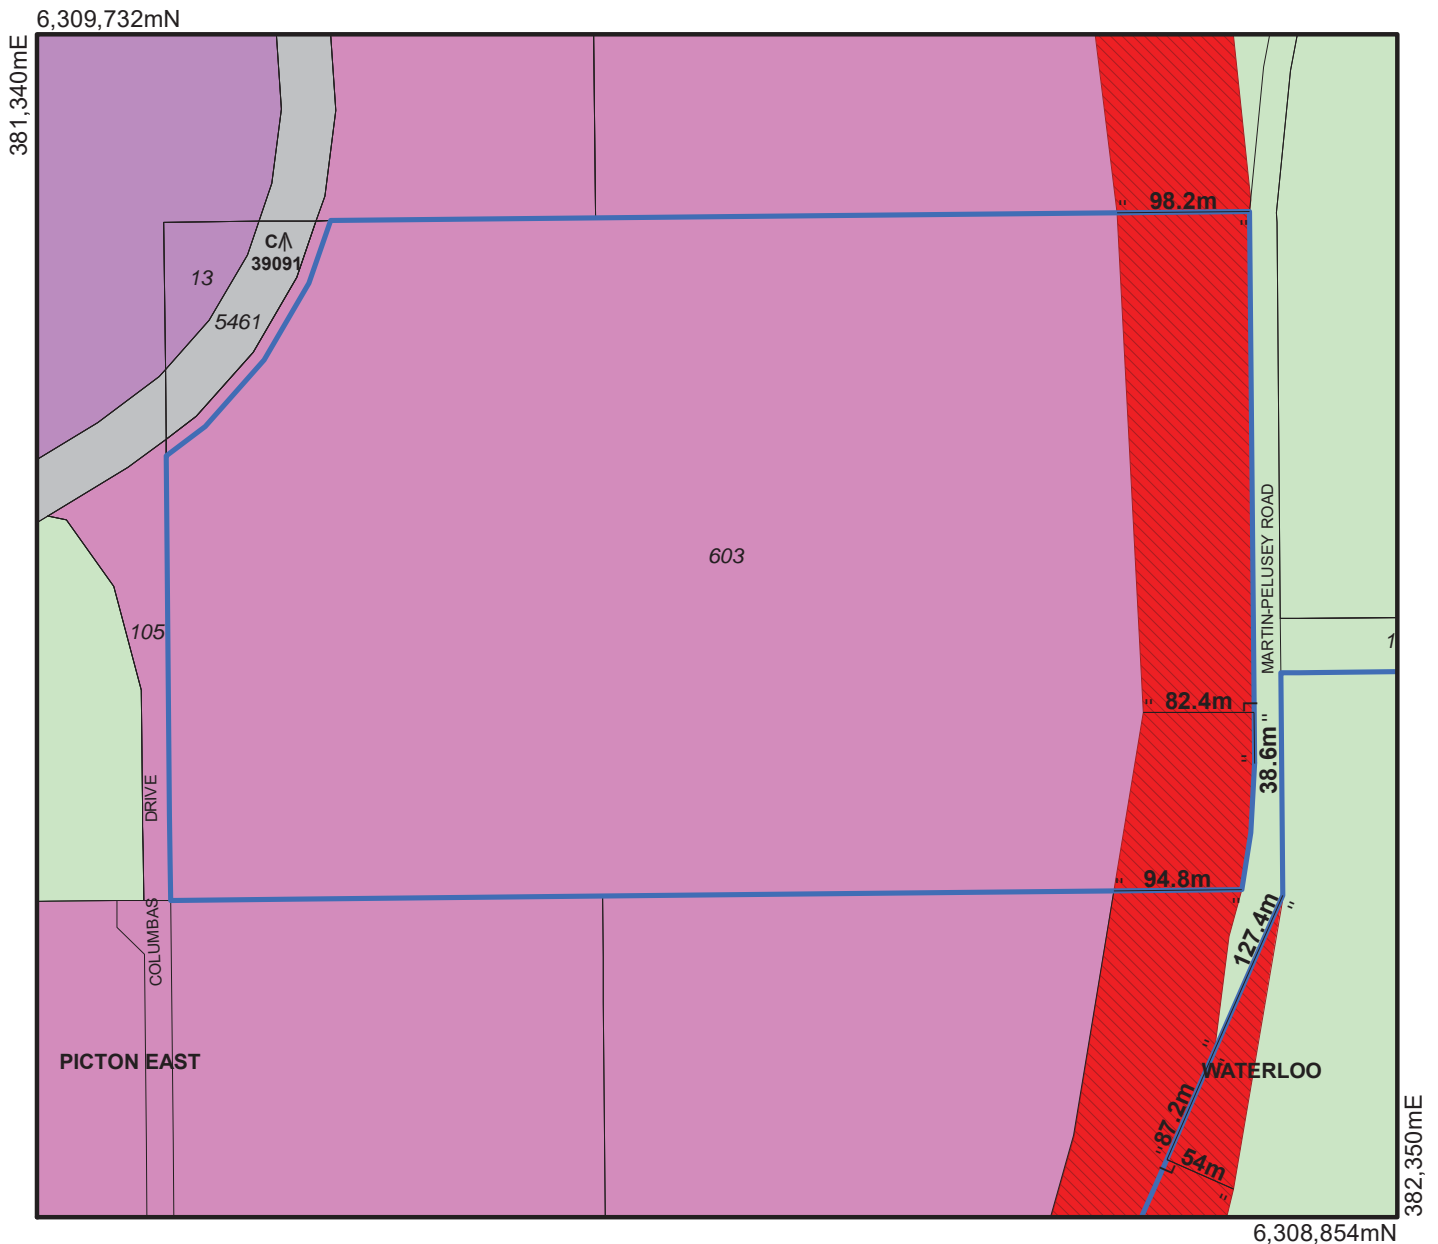 6,309,732mN
381,340mE
98.2m
C
39091
13
5461
MARTIN-PELUSEY ROAD
603
105
1
82.4m
38.6m
DRIVE
94.8m
COLUMBAS
127.4m
PICTON EAST
WATERLOO
87.2m
54m
382,350mE
6,308,854mN